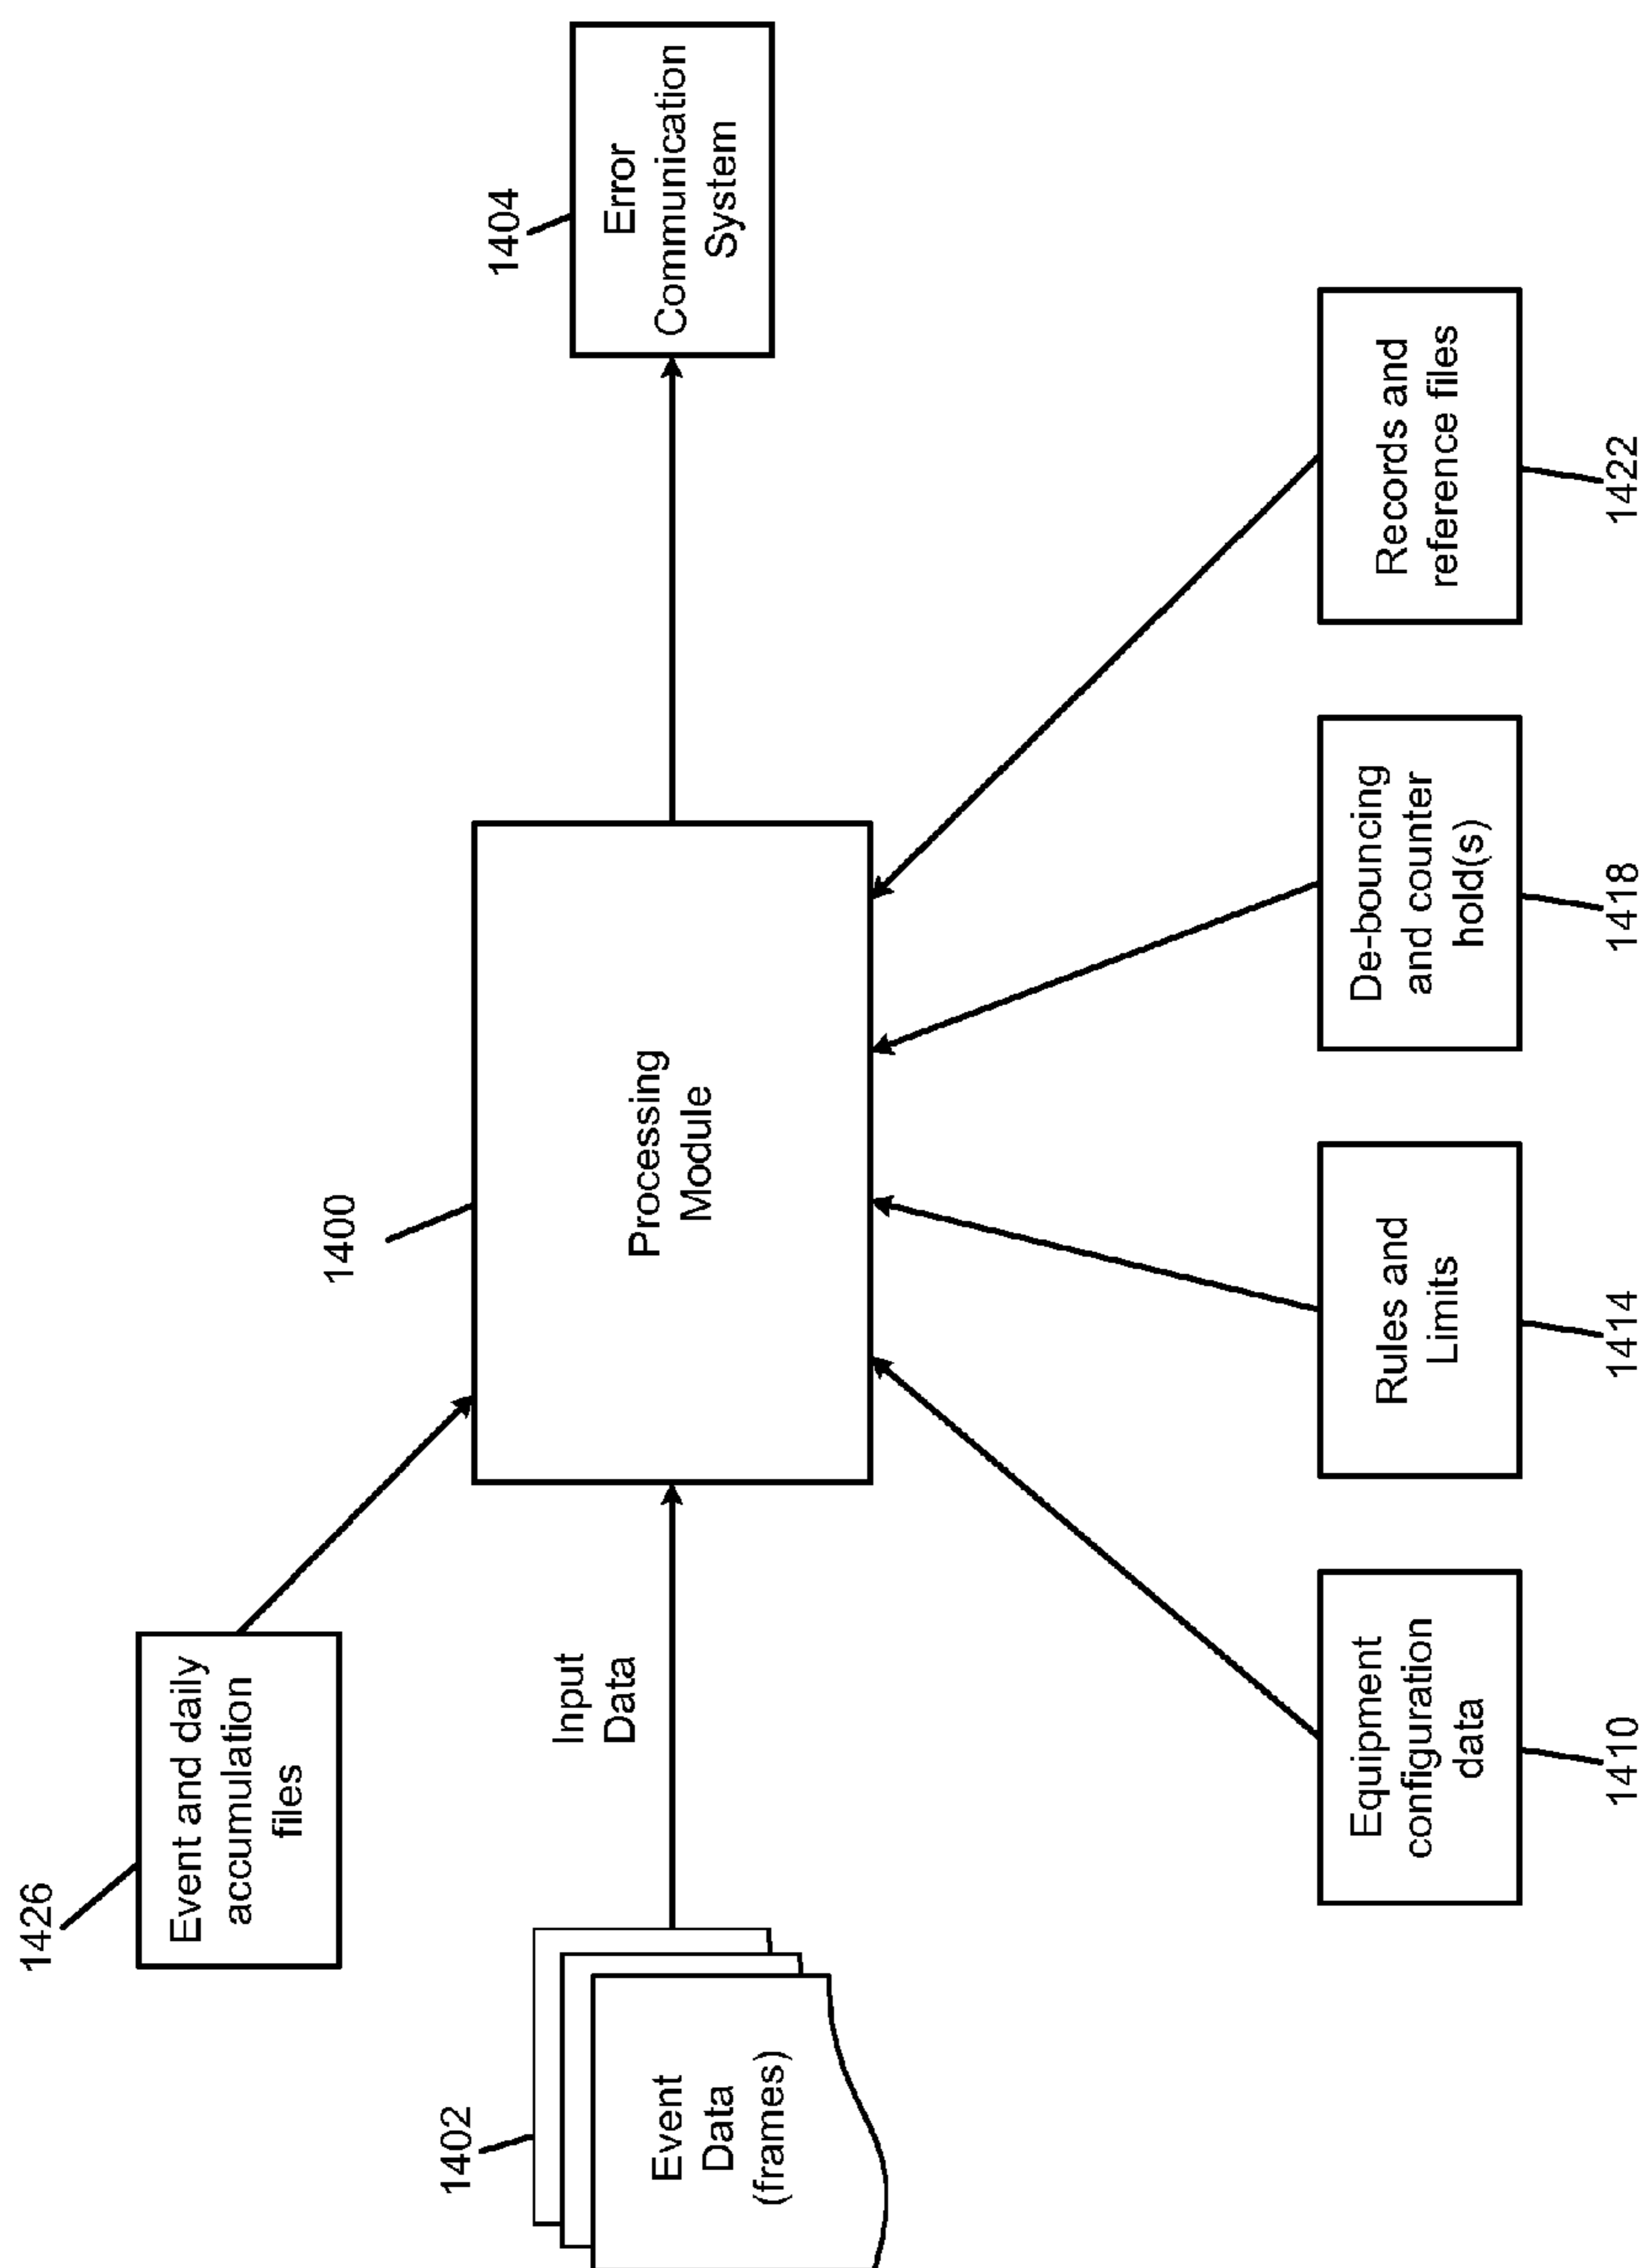 1426
Event and daily
accumulation
files
1402
Event
Data
(frames)
Input
Data
1400
Processing
Module
1404
Error
Communication
System
Equipment
configuration
data
1410
Rules and
Limits
1414
De-bouncing
and counter
hold(s)
1418
Records and
reference files
1422